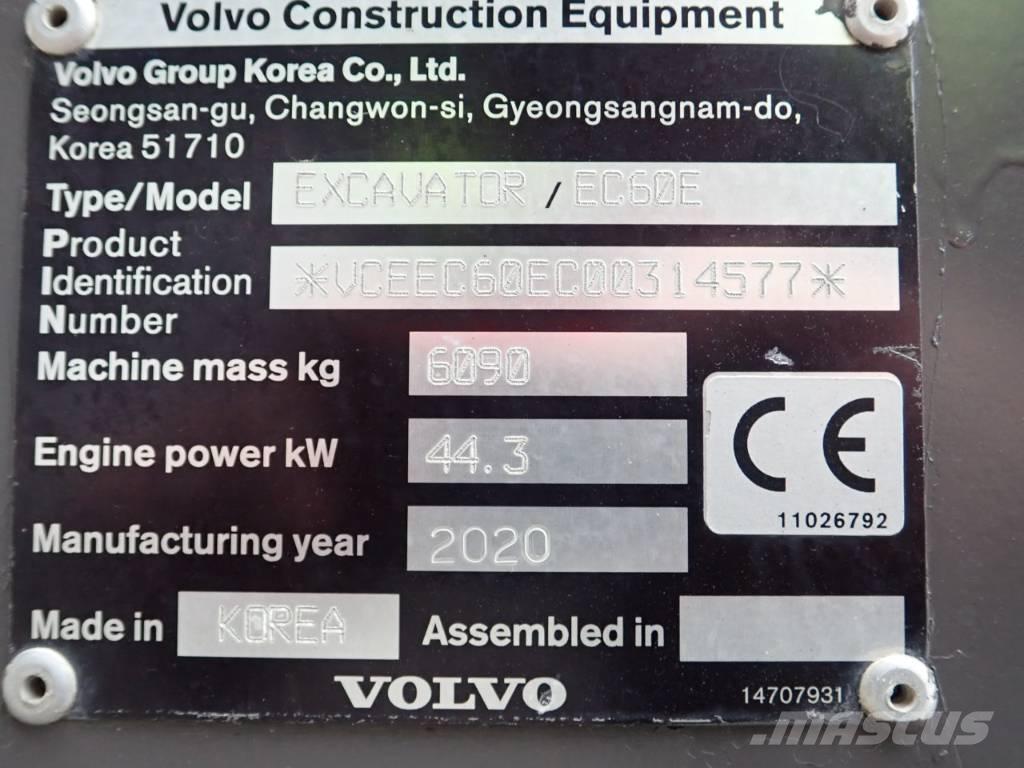 Volvo Construction Equipment
Volvo Group Korea Co., Ltd.
Seongsan-gu, Changwon-si, Gyeongsangnam-do,
Korea 51710
Type/Model EXCAVATOR / EC60E
Product
Identification *VCEEC60EC00314577*
Number
Machine mass kg 6090
Engine power kW 44.3
CE
11026792
Manufacturing year 2020
Made in KOREA Assembled in
VOLVO 14707931
MASCUS